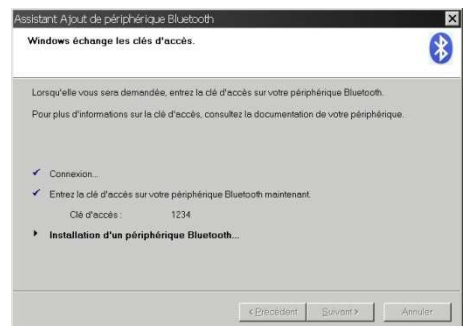 Assistant Ajout de périphérique Bluetooth
Windows échange les clés d'accès.
Lorsqu'elle vous sera demandée, entrez la clé d'accès sur votre périphérique Bluetooth.
Pour plus d'informations sur la clé d'accès, consultez la documentation de votre périphérique.
Connexion...
Entrez la clé d'accès sur votre périphérique Bluetooth maintenant.
Clé d'accès : 1234
Installation d'un périphérique Bluetooth...
< Précédent Suivant > Annuler